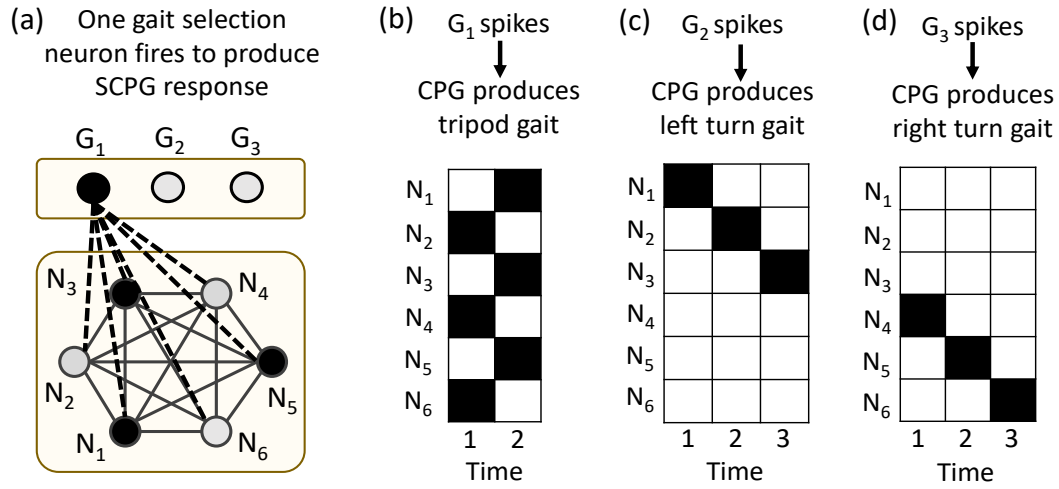 (a)
One gait selection
neuron fires to produce
SCPG response
G1 G2 G3
N3 N4
N2 N5
N1 N6
(b)
G1 spikes
CPG produces
tripod gait
N1
N2
N3
N4
N5
N6
1 2
Time
(c)
G2 spikes
CPG produces
left turn gait
N1
N2
N3
N4
N5
N6
1 2 3
Time
(d)
G3 spikes
CPG produces
right turn gait
N1
N2
N3
N4
N5
N6
1 2 3
Time